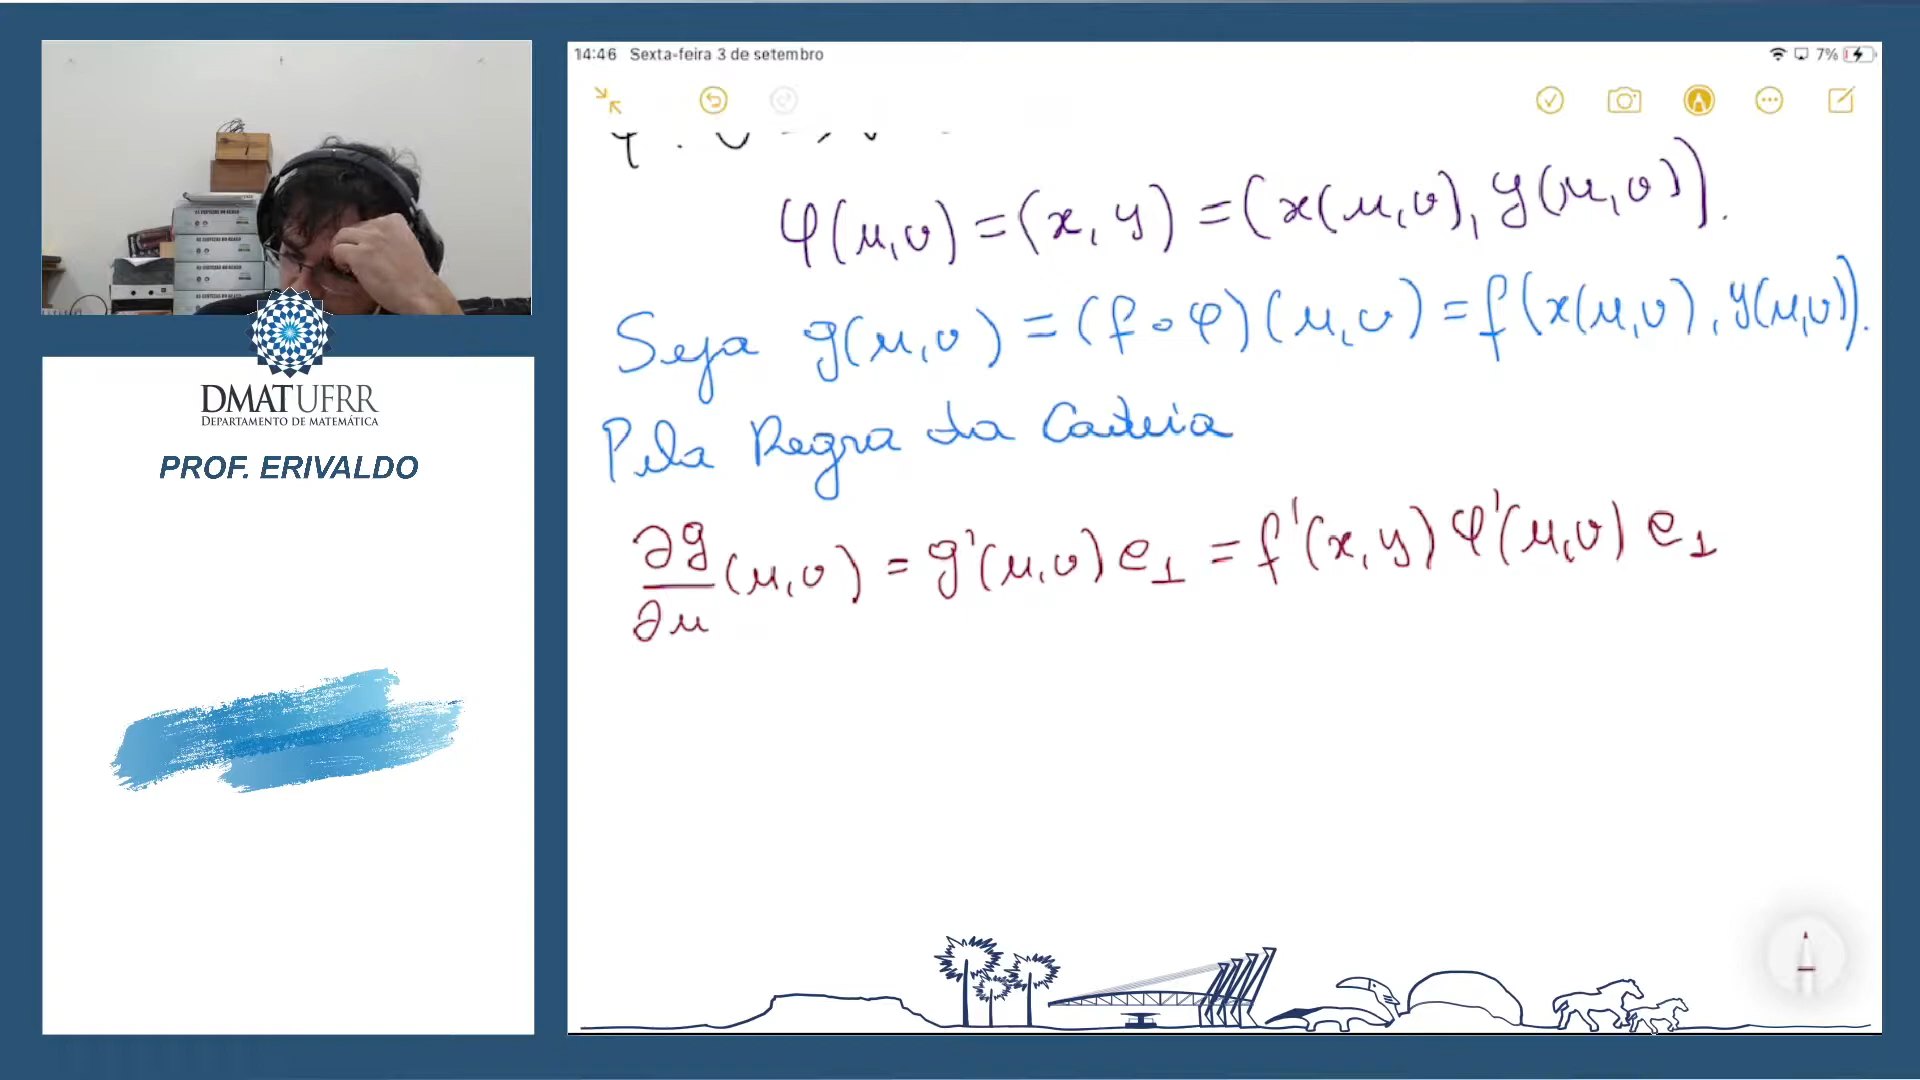 14:46 Sexta-feira 3 de setembro
7%
φ(u,v) = (x, y) = (x(u,v), y(u,v)).
Seja g(u,v) = (f∘φ)(u,v) = f(x(u,v), y(u,v)).
Pela Regra da Cadeia
∂g/∂u (u,v) = g'(u,v) e₁ = f'(x,y) φ'(u,v) e₁
DMATUFRR
DEPARTAMENTO DE MATEMÁTICA
PROF. ERIVALDO